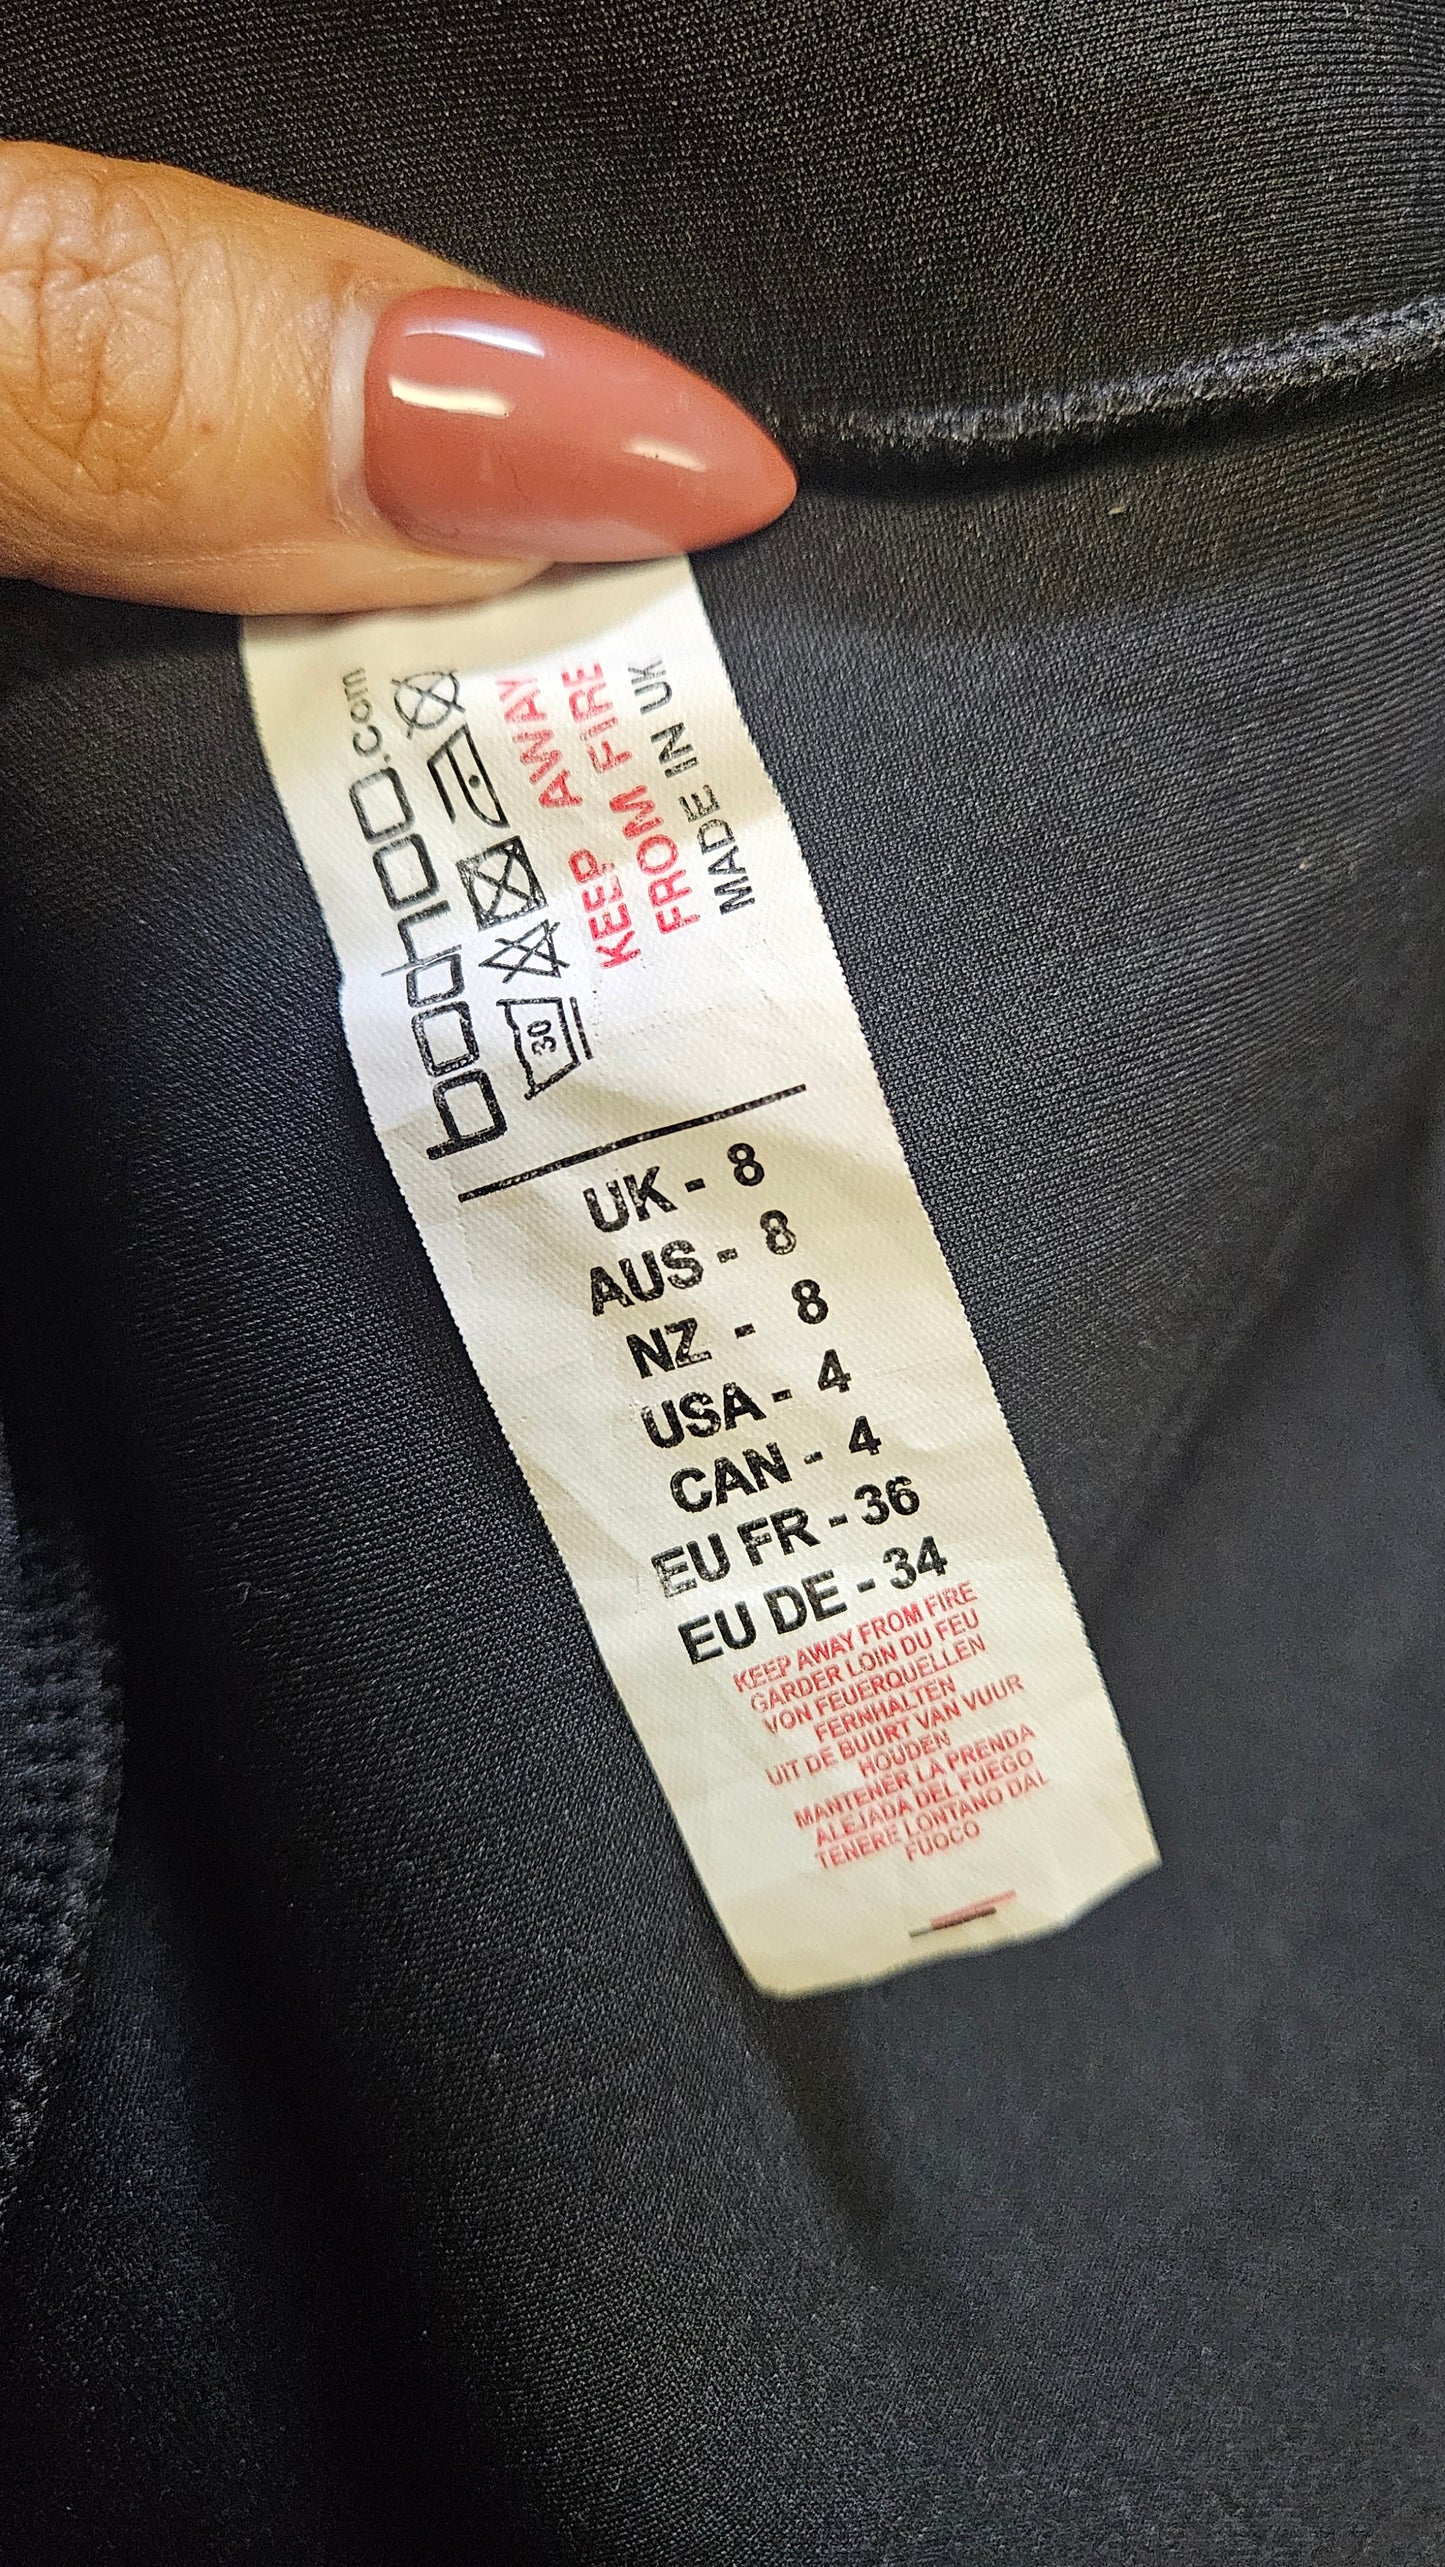 boohoo.com
30
KEEP AWAY
FROM FIRE
MADE IN UK
UK - 8
AUS - 8
NZ - 8
USA - 4
CAN - 4
EU FR - 36
EU DE - 34
KEEP AWAY FROM FIRE
GARDER LOIN DU FEU
VON FEUERQUELLEN
FERNHALTEN
UIT DE BUURT VAN VUUR
HOUDEN
MANTENER LA PRENDA
ALEJADA DEL FUEGO
TENERE LONTANO DAL
FUOCO